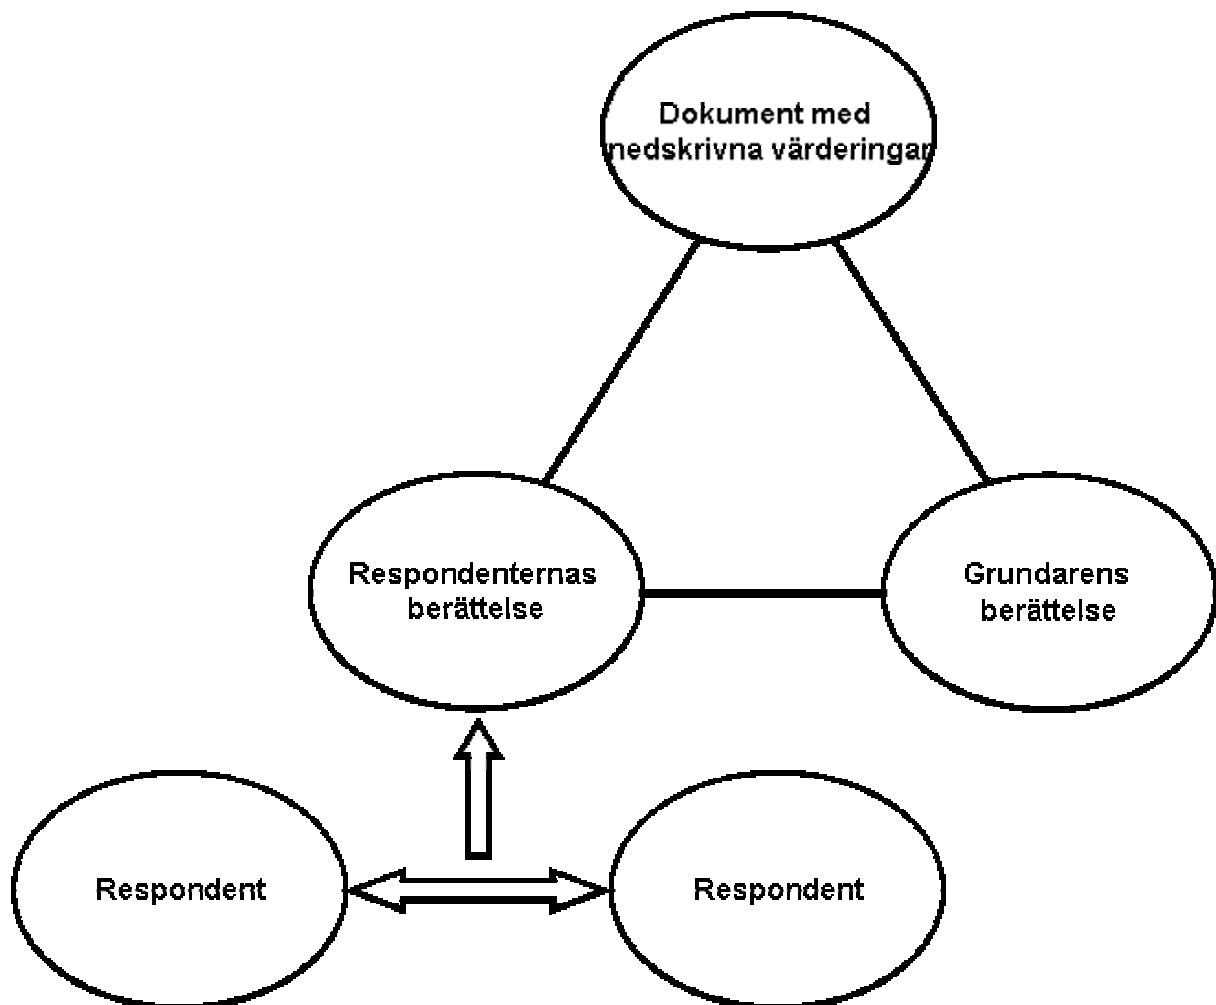 Dokument med
nedskrivna värderingar
Respondenternas
berättelse
Grundarens
berättelse
Respondent
Respondent